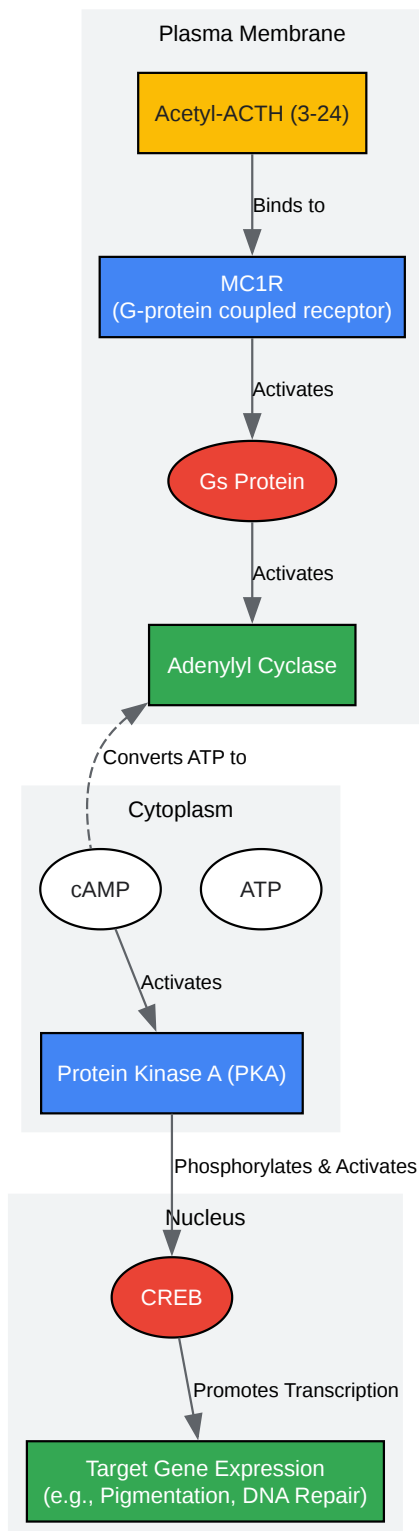 Plasma Membrane
Acetyl-ACTH (3-24)
Binds to
MC1R
(G-protein coupled receptor)
Activates
Gs Protein
Activates
Adenylyl Cyclase
Converts ATP to
Cytoplasm
cAMP
ATP
Activates
Protein Kinase A (PKA)
Phosphorylates & Activates
Nucleus
CREB
Promotes Transcription
Target Gene Expression
(e.g., Pigmentation, DNA Repair)